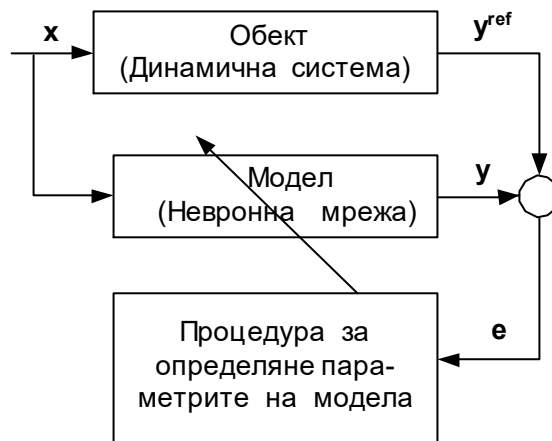 x
Обект
(Динамична система)
y^ref
Модел
(Невронна мрежа)
y
Процедура за
определяне пара-
метрите на модела
e